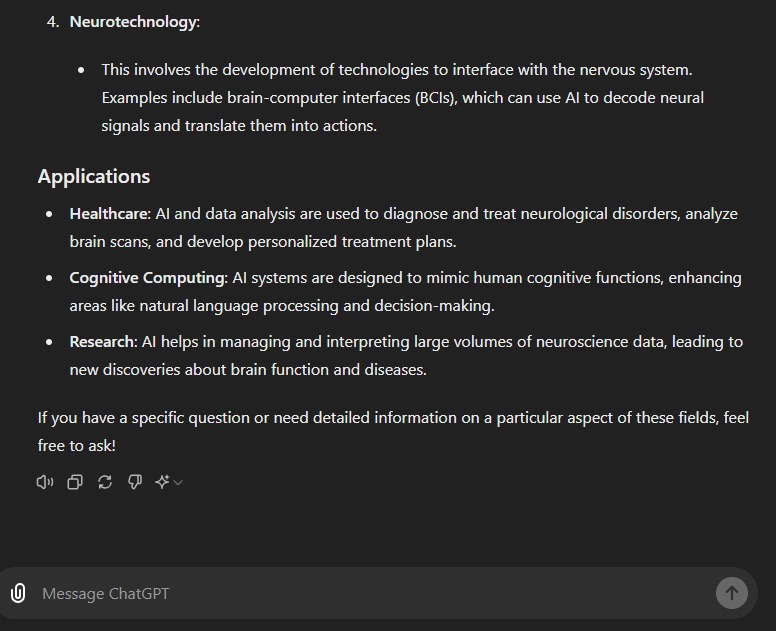 4. Neurotechnology:
• This involves the development of technologies to interface with the nervous system.
Examples include brain-computer interfaces (BCIs), which can use AI to decode neural
signals and translate them into actions.
Applications
• Healthcare: AI and data analysis are used to diagnose and treat neurological disorders, analyze
brain scans, and develop personalized treatment plans.
• Cognitive Computing: AI systems are designed to mimic human cognitive functions, enhancing
areas like natural language processing and decision-making.
• Research: AI helps in managing and interpreting large volumes of neuroscience data, leading to
new discoveries about brain function and diseases.
If you have a specific question or need detailed information on a particular aspect of these fields, feel
free to ask!
Message ChatGPT